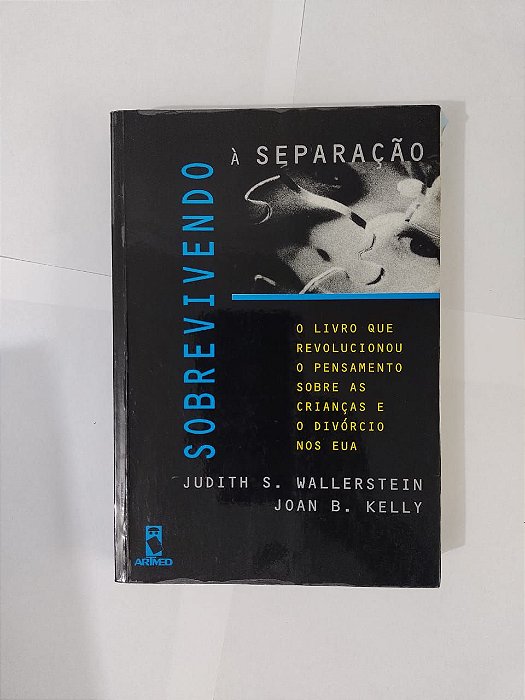 SOBREVIVENDO
À SEPARAÇÃO
O LIVRO QUE
REVOLUCIONOU
O PENSAMENTO
SOBRE AS
CRIANÇAS E
O DIVÓRCIO
NOS EUA
JUDITH S. WALLERSTEIN
JOAN B. KELLY
ARTMED